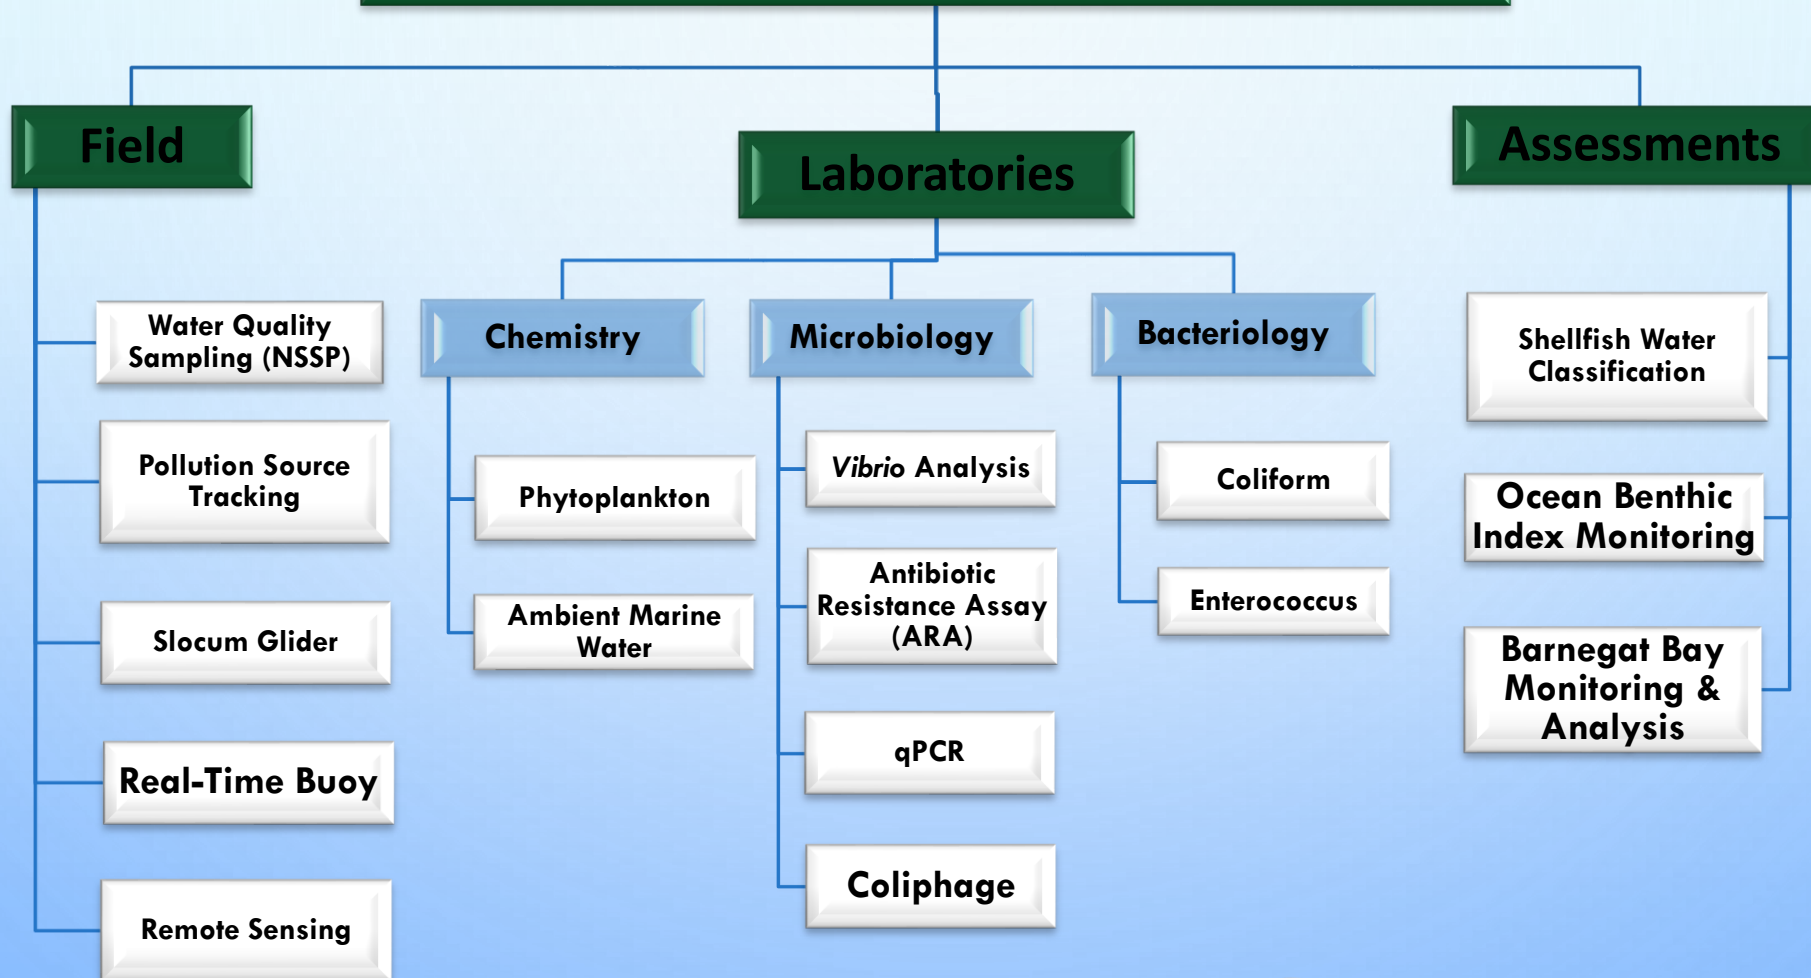 Field
Laboratories
Assessments
Water Quality
Sampling (NSSP)
Pollution Source
Tracking
Slocum Glider
Real-Time Buoy
Remote Sensing
Chemistry
Phytoplankton
Ambient Marine
Water
Microbiology
Vibrio Analysis
Antibiotic
Resistance Assay
(ARA)
qPCR
Coliphage
Bacteriology
Coliform
Enterococcus
Shellfish Water
Classification
Ocean Benthic
Index Monitoring
Barnegat Bay
Monitoring &
Analysis